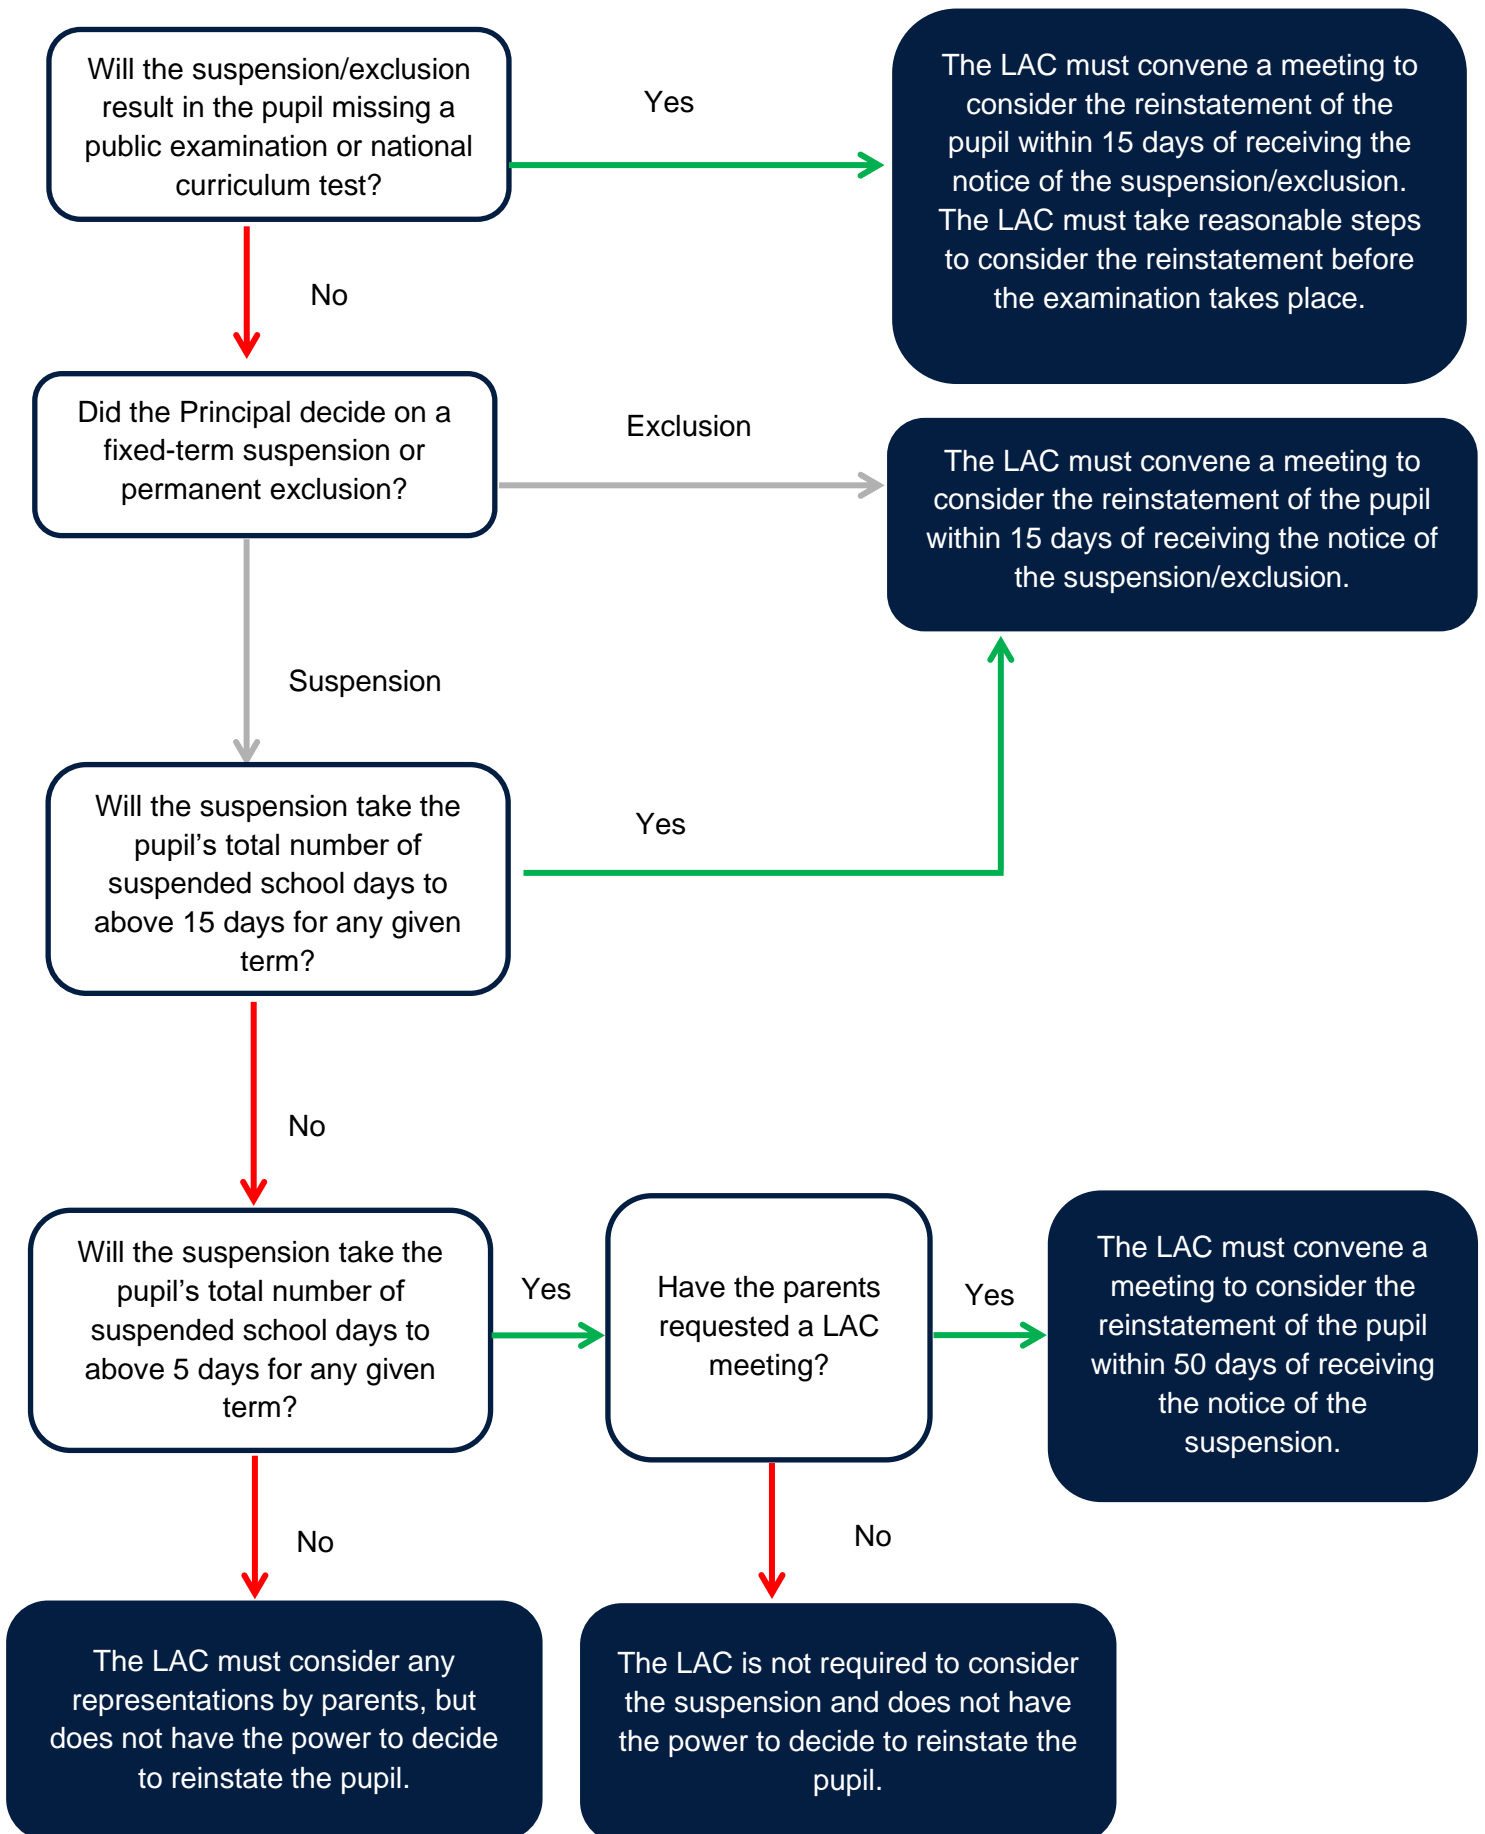 Will the suspension/exclusion
result in the pupil missing a
public examination or national
curriculum test?
Yes
The LAC must convene a meeting to
consider the reinstatement of the
pupil within 15 days of receiving the
notice of the suspension/exclusion.
The LAC must take reasonable steps
to consider the reinstatement before
the examination takes place.
No
Did the Principal decide on a
fixed-term suspension or
permanent exclusion?
Exclusion
The LAC must convene a meeting to
consider the reinstatement of the pupil
within 15 days of receiving the notice of
the suspension/exclusion.
Suspension
Will the suspension take the
pupil’s total number of
suspended school days to
above 15 days for any given
term?
Yes
No
Will the suspension take the
pupil’s total number of
suspended school days to
above 5 days for any given
term?
Yes
Have the parents
requested a LAC
meeting?
Yes
The LAC must convene a
meeting to consider the
reinstatement of the pupil
within 50 days of receiving
the notice of the
suspension.
No
No
The LAC must consider any
representations by parents, but
does not have the power to decide
to reinstate the pupil.
The LAC is not required to consider
the suspension and does not have
the power to decide to reinstate the
pupil.